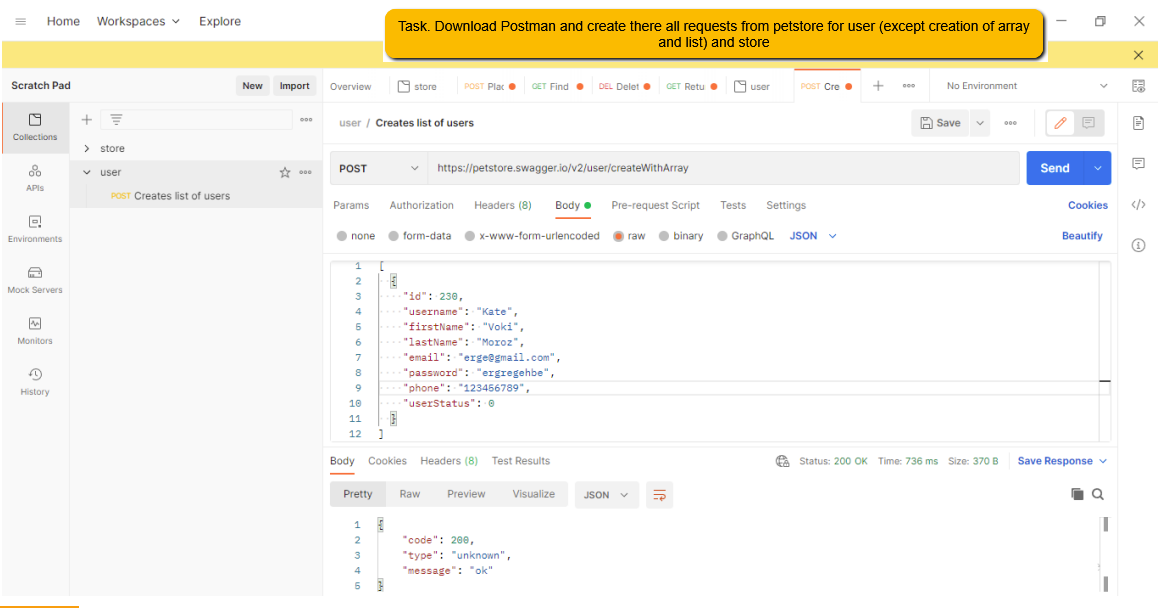 Home Workspaces Explore
Task. Download Postman and create there all requests from petstore for user (except creation of array
and list) and store
Scratch Pad New Import
Overview store POST Plac GET Find DEL Delet GET Retu user POST Cre No Environment
Collections
APIs
Environments
Mock Servers
Monitors
History
store
user
POST Creates list of users
user / Creates list of users Save
POST https://petstore.swagger.io/v2/user/createWithArray Send
Params Authorization Headers (8) Body Pre-request Script Tests Settings Cookies
none form-data x-www-form-urlencoded raw binary GraphQL JSON Beautify
1 [
2 {
3 "id": 230,
4 "username": "Kate",
5 "firstName": "Voki",
6 "lastName": "Moroz",
7 "email": "erge@gmail.com",
8 "password": "ergregehbe",
9 "phone": "123456789",
10 "userStatus": 0
11 }
12 ]
Body Cookies Headers (8) Test Results Status: 200 OK Time: 736 ms Size: 370 B Save Response
Pretty Raw Preview Visualize JSON
1 {
2 "code": 200,
3 "type": "unknown",
4 "message": "ok"
5 }